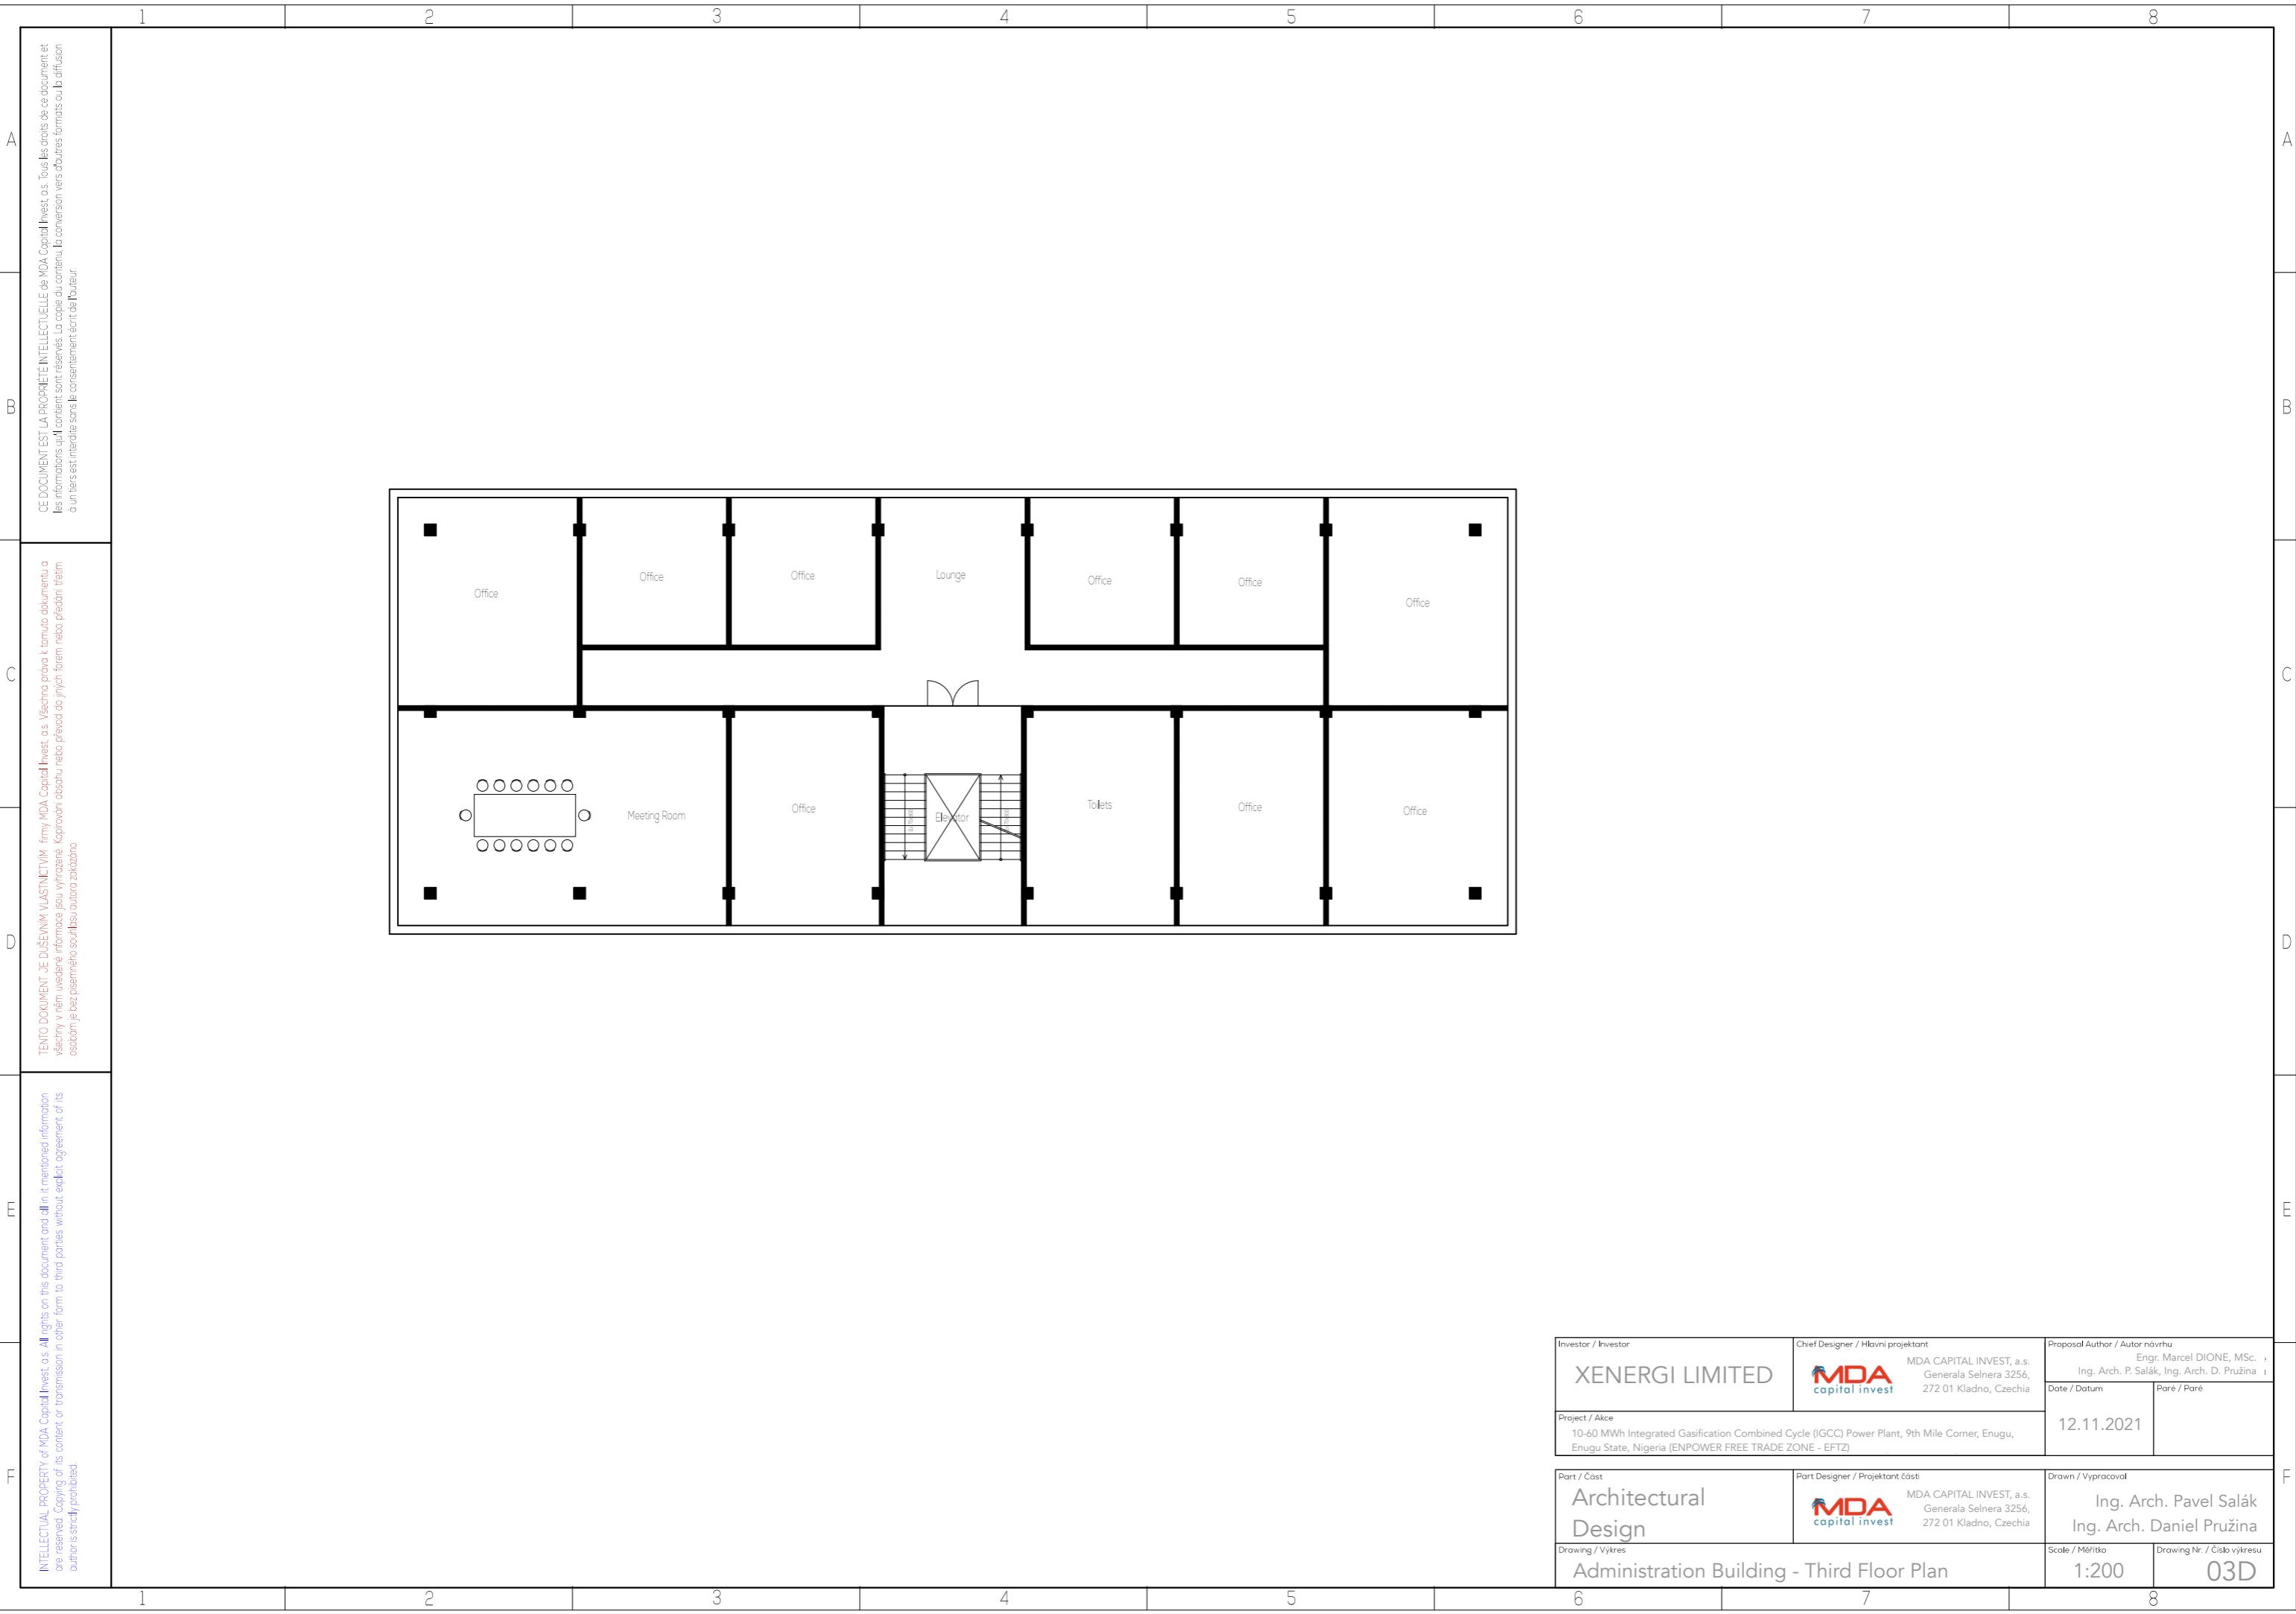 1 2 3 4 5 6 7 8
A
B
C
D
E
F
A
B
C
D
E
F
CE DOCUMENT EST LA PROPRIÉTÉ INTELLECTUELLE de MDA Capital Invest, a.s. Tous les droits de ce document et
les informations qu'il contient sont réservés. La copie du contenu, la conversion vers d'autres formats ou la diffusion
à un tiers est interdite sans le consentement écrit de l'auteur.
TENTO DOKUMENT JE DUŠEVNÍM VLASTNICTVÍM firmy MDA Capital Invest, a.s. Všechna práva k tomuto dokumentu a
všechny v něm uvedené informace jsou vyhrazené. Kopírování obsahu nebo převod do jiných forem nebo předání třetím
osobám je bez písemného souhlasu autora zakázáno.
INTELLECTUAL PROPERTY of MDA Capital Invest, a.s. All rights on this document and all in it mentioned information
are reserved. Copying of its content or transmission in other form to third parties without explicit agreement of its
author is strictly prohibited.
Office
Office
Office
Lounge
Office
Office
Office
Meeting Room
Office
Elevator
Toilets
Office
Office
Investor / Investor
XENERGI LIMITED
Chief Designer / Hlavní projektant
MDA
capital invest
MDA CAPITAL INVEST, a.s.
Generala Selnera 3256,
272 01 Kladno, Czechia
Proposal Author / Autor návrhu
Engr. Marcel DIONE, MSc. ,
Ing. Arch. P. Salák, Ing. Arch. D. Pružina
Date / Datum
12.11.2021
Paré / Paré
Project / Akce
10-60 MWh Integrated Gasification Combined Cycle (IGCC) Power Plant, 9th Mile Corner, Enugu,
Enugu State, Nigeria (ENPOWER FREE TRADE ZONE - EFTZ)
Part / Část
Architectural
Design
Part Designer / Projektant části
MDA
capital invest
MDA CAPITAL INVEST, a.s.
Generala Selnera 3256,
272 01 Kladno, Czechia
Drawn / Vypracoval
Ing. Arch. Pavel Salák
Ing. Arch. Daniel Pružina
Drawing / Výkres
Administration Building - Third Floor Plan
Scale / Měřítko
1:200
Drawing Nr. / Číslo výkresu
03D
1 2 3 4 5 6 7 8